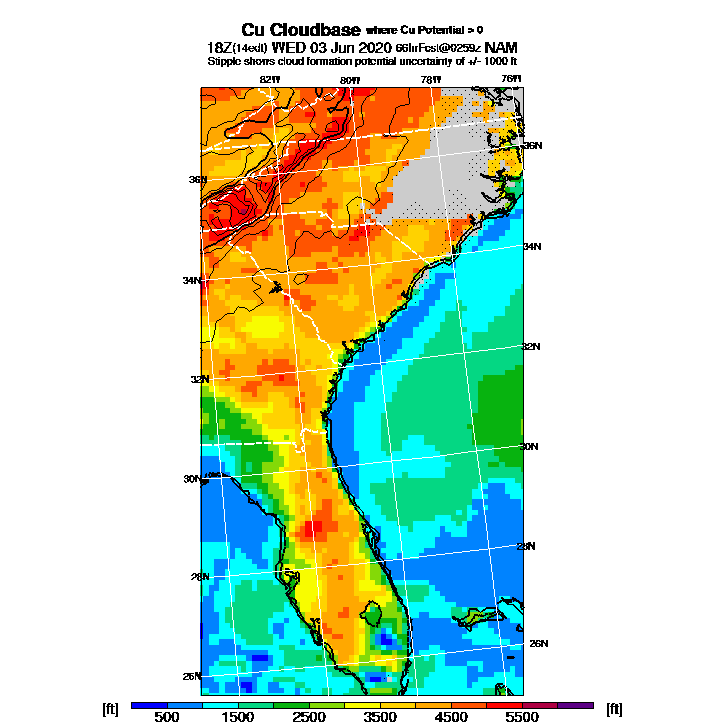 Cu Cloudbase where Cu Potential > 0
18Z(14edt) WED 03 Jun 2020 66hrFcst@0259z NAM
Stipple shows cloud formation potential uncertainty of +/- 1000 ft
82W 80W 78W 76W
36N
36N
34N
34N
32N
32N
30N
30N
28N
28N
26N
26N
[ft] 500 1500 2500 3500 4500 5500 [ft]